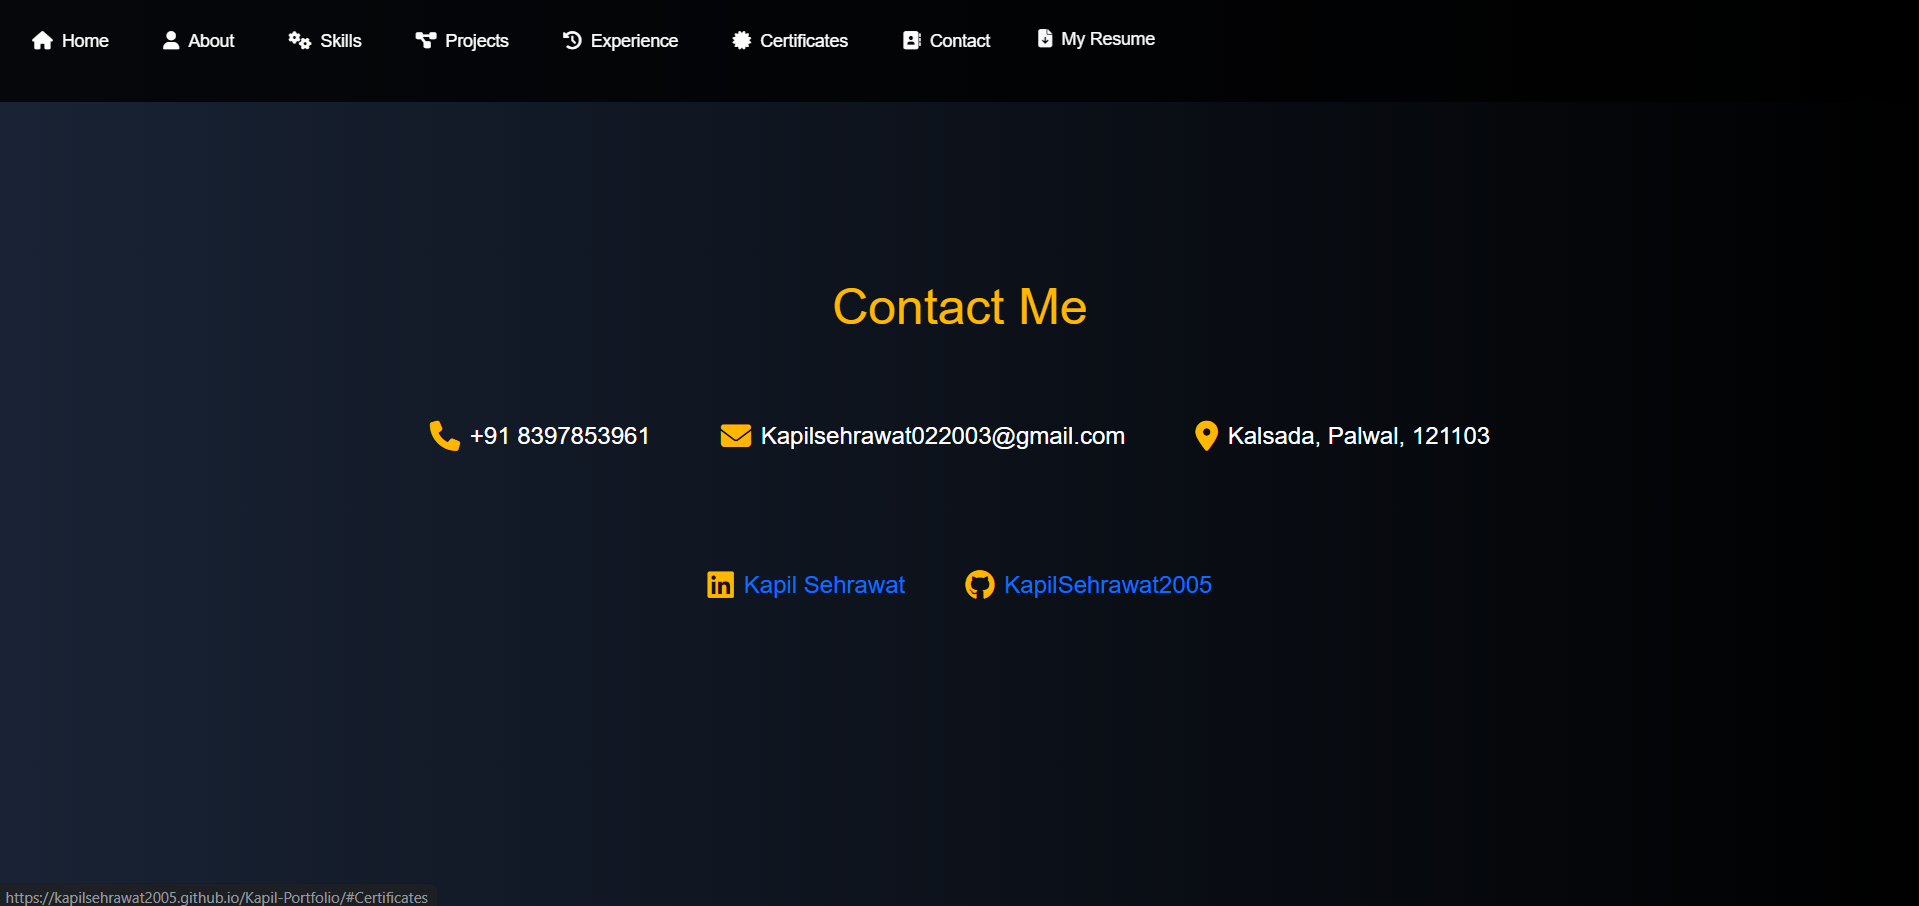 Home About Skills Projects Experience Certificates Contact My Resume
Contact Me
+91 8397853961 Kapilsehrawat022003@gmail.com Kalsada, Palwal, 121103
in Kapil Sehrawat KapilSehrawat2005
https://kapilsehrawat2005.github.io/Kapil-Portfolio/#Certificates